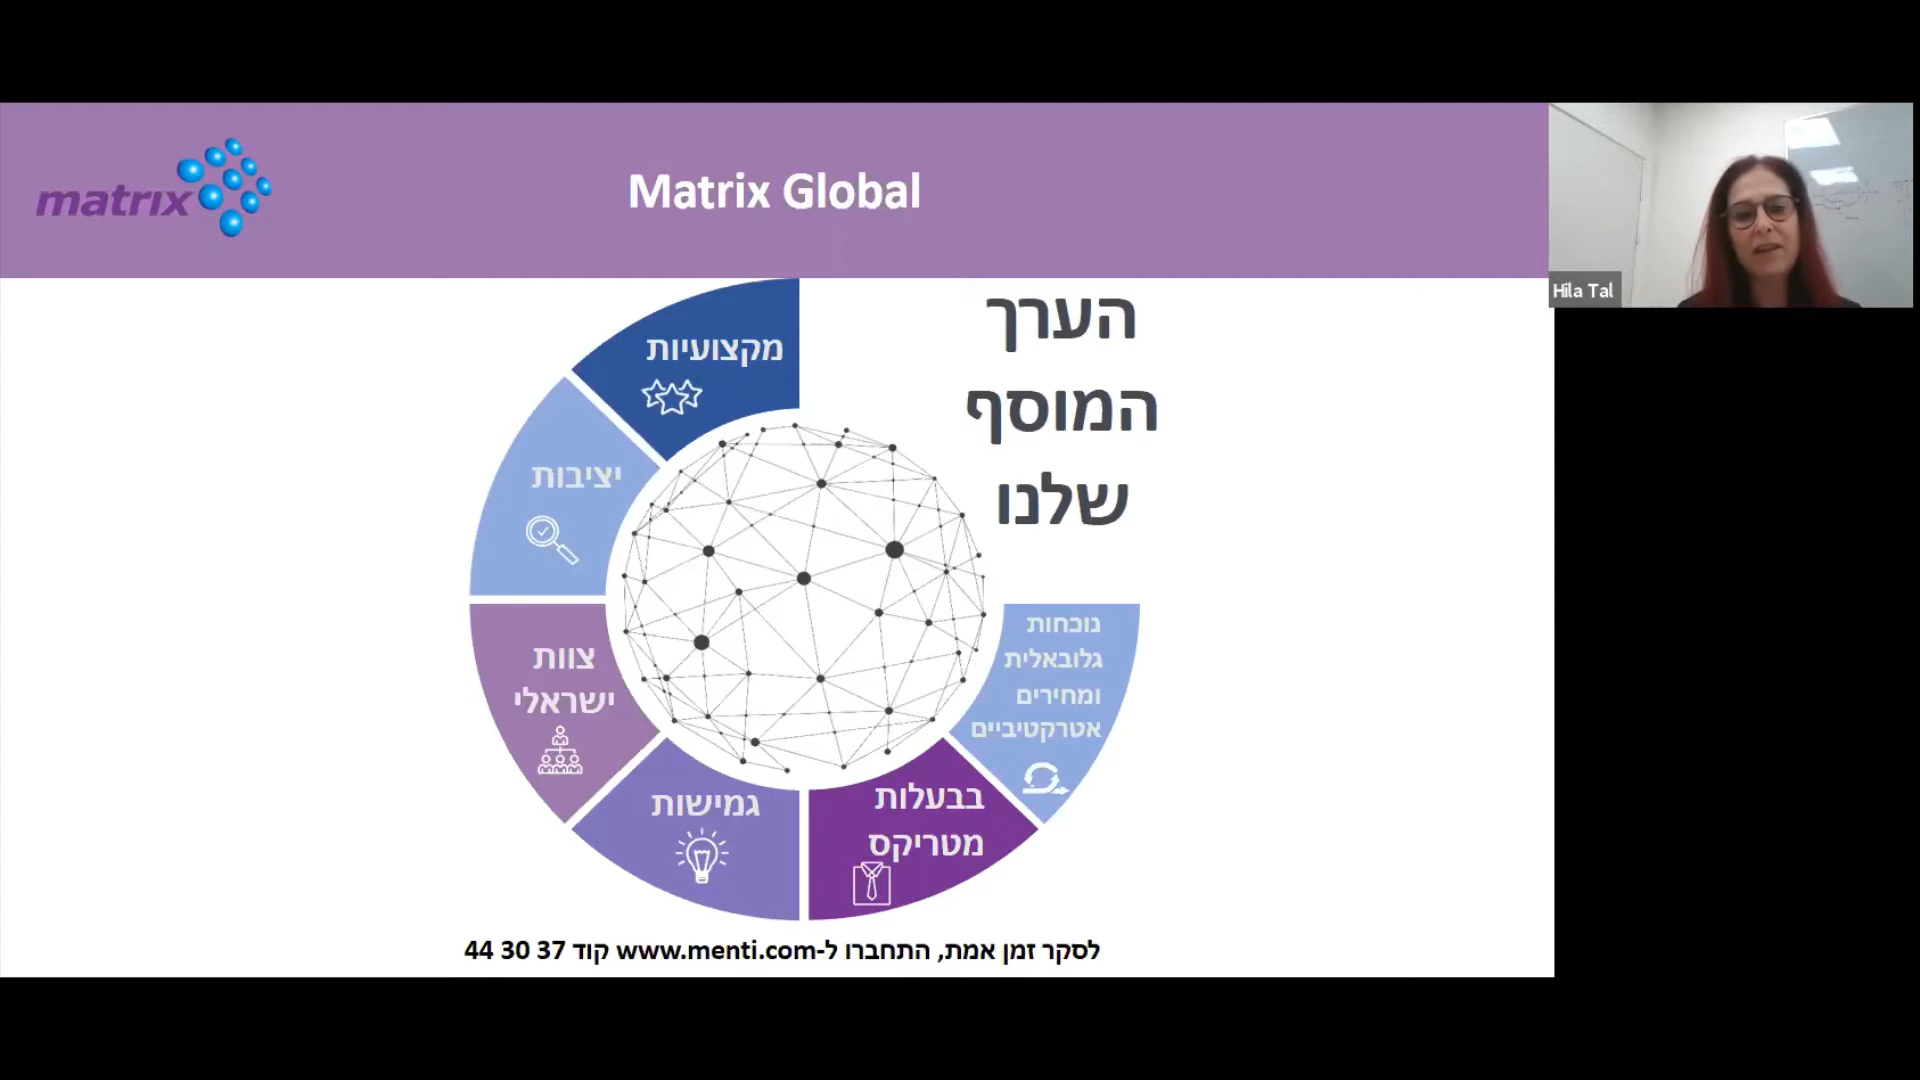 matrix
Matrix Global
Hila Tal
הערך
המוסף
שלנו
מקצועיות
יציבות
צוות
ישראלי
גמישות
בבעלות
מטריקס
נוכחות
גלובאלית
ומחירים
אטרקטיביים
לסקר זמן אמת, התחברו ל-www.menti.com קוד 37 30 44